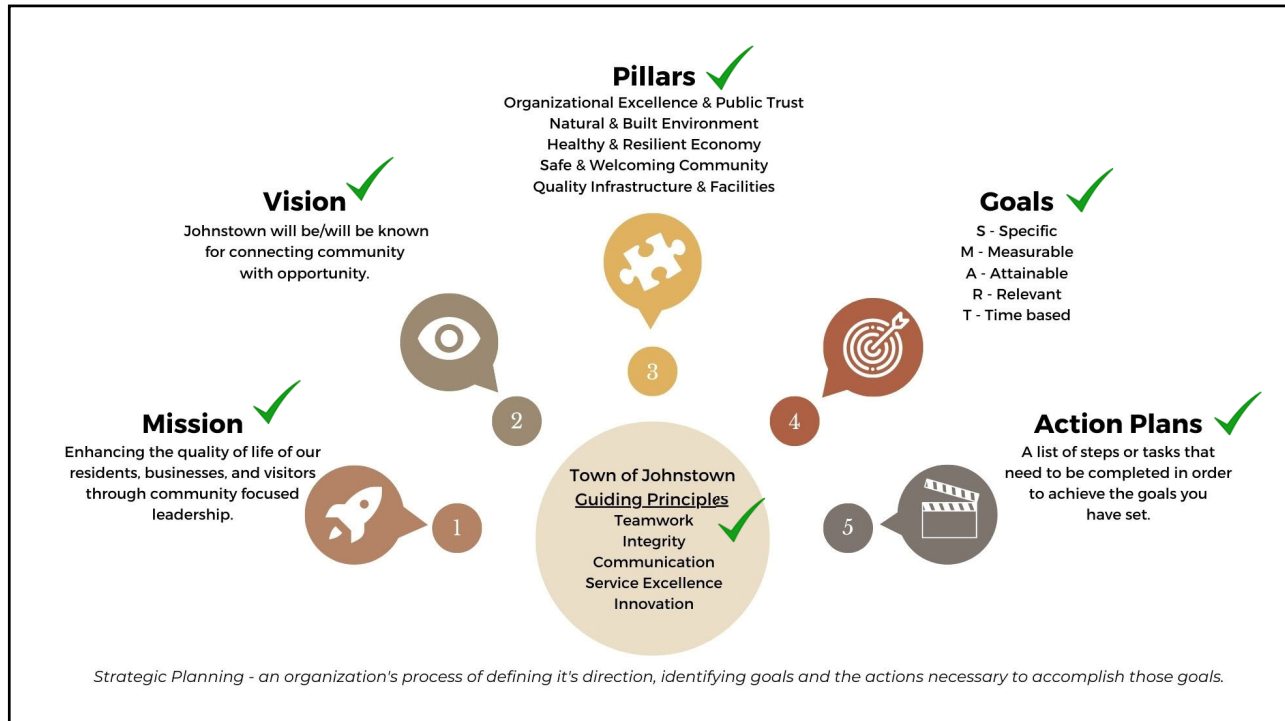 Pillars
Organizational Excellence & Public Trust
Natural & Built Environment
Healthy & Resilient Economy
Safe & Welcoming Community
Quality Infrastructure & Facilities
Vision
Johnstown will be/will be known
for connecting community
with opportunity.
Goals
S - Specific
M - Measurable
A - Attainable
R - Relevant
T - Time based
Mission
Enhancing the quality of life of our
residents, businesses, and visitors
through community focused
leadership.
Action Plans
A list of steps or tasks that
need to be completed in order
to achieve the goals you
have set.
1
2
3
4
5
Town of Johnstown
Guiding Principles
Teamwork
Integrity
Communication
Service Excellence
Innovation
Strategic Planning - an organization's process of defining it's direction, identifying goals and the actions necessary to accomplish those goals.